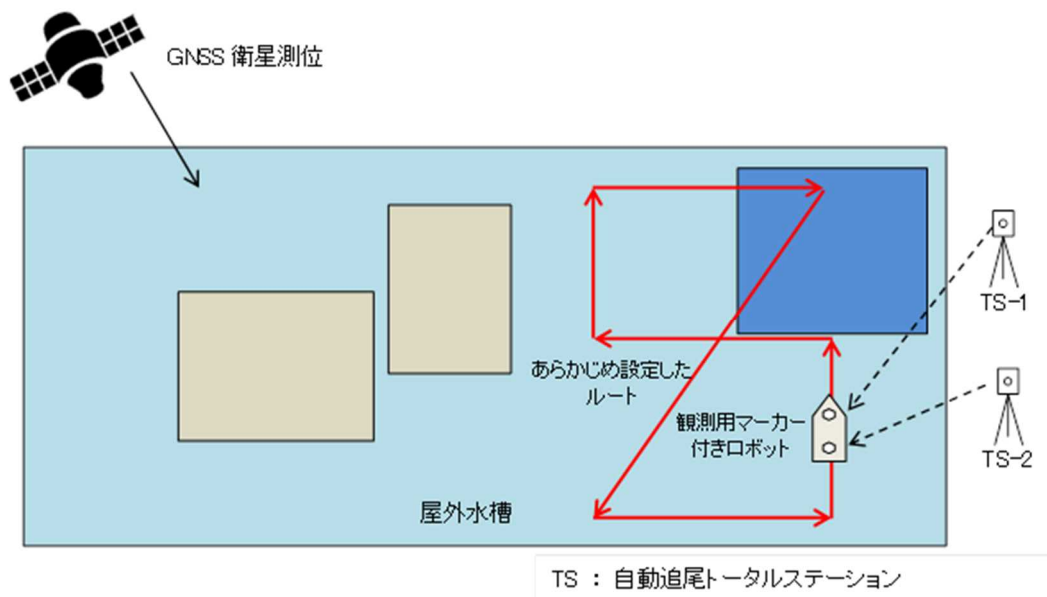 GNSS 衛星測位
TS-1
あらかじめ設定した
ルート
観測用マーカー
付きロボット
TS-2
屋外水槽
TS : 自動追尾トータルステーション